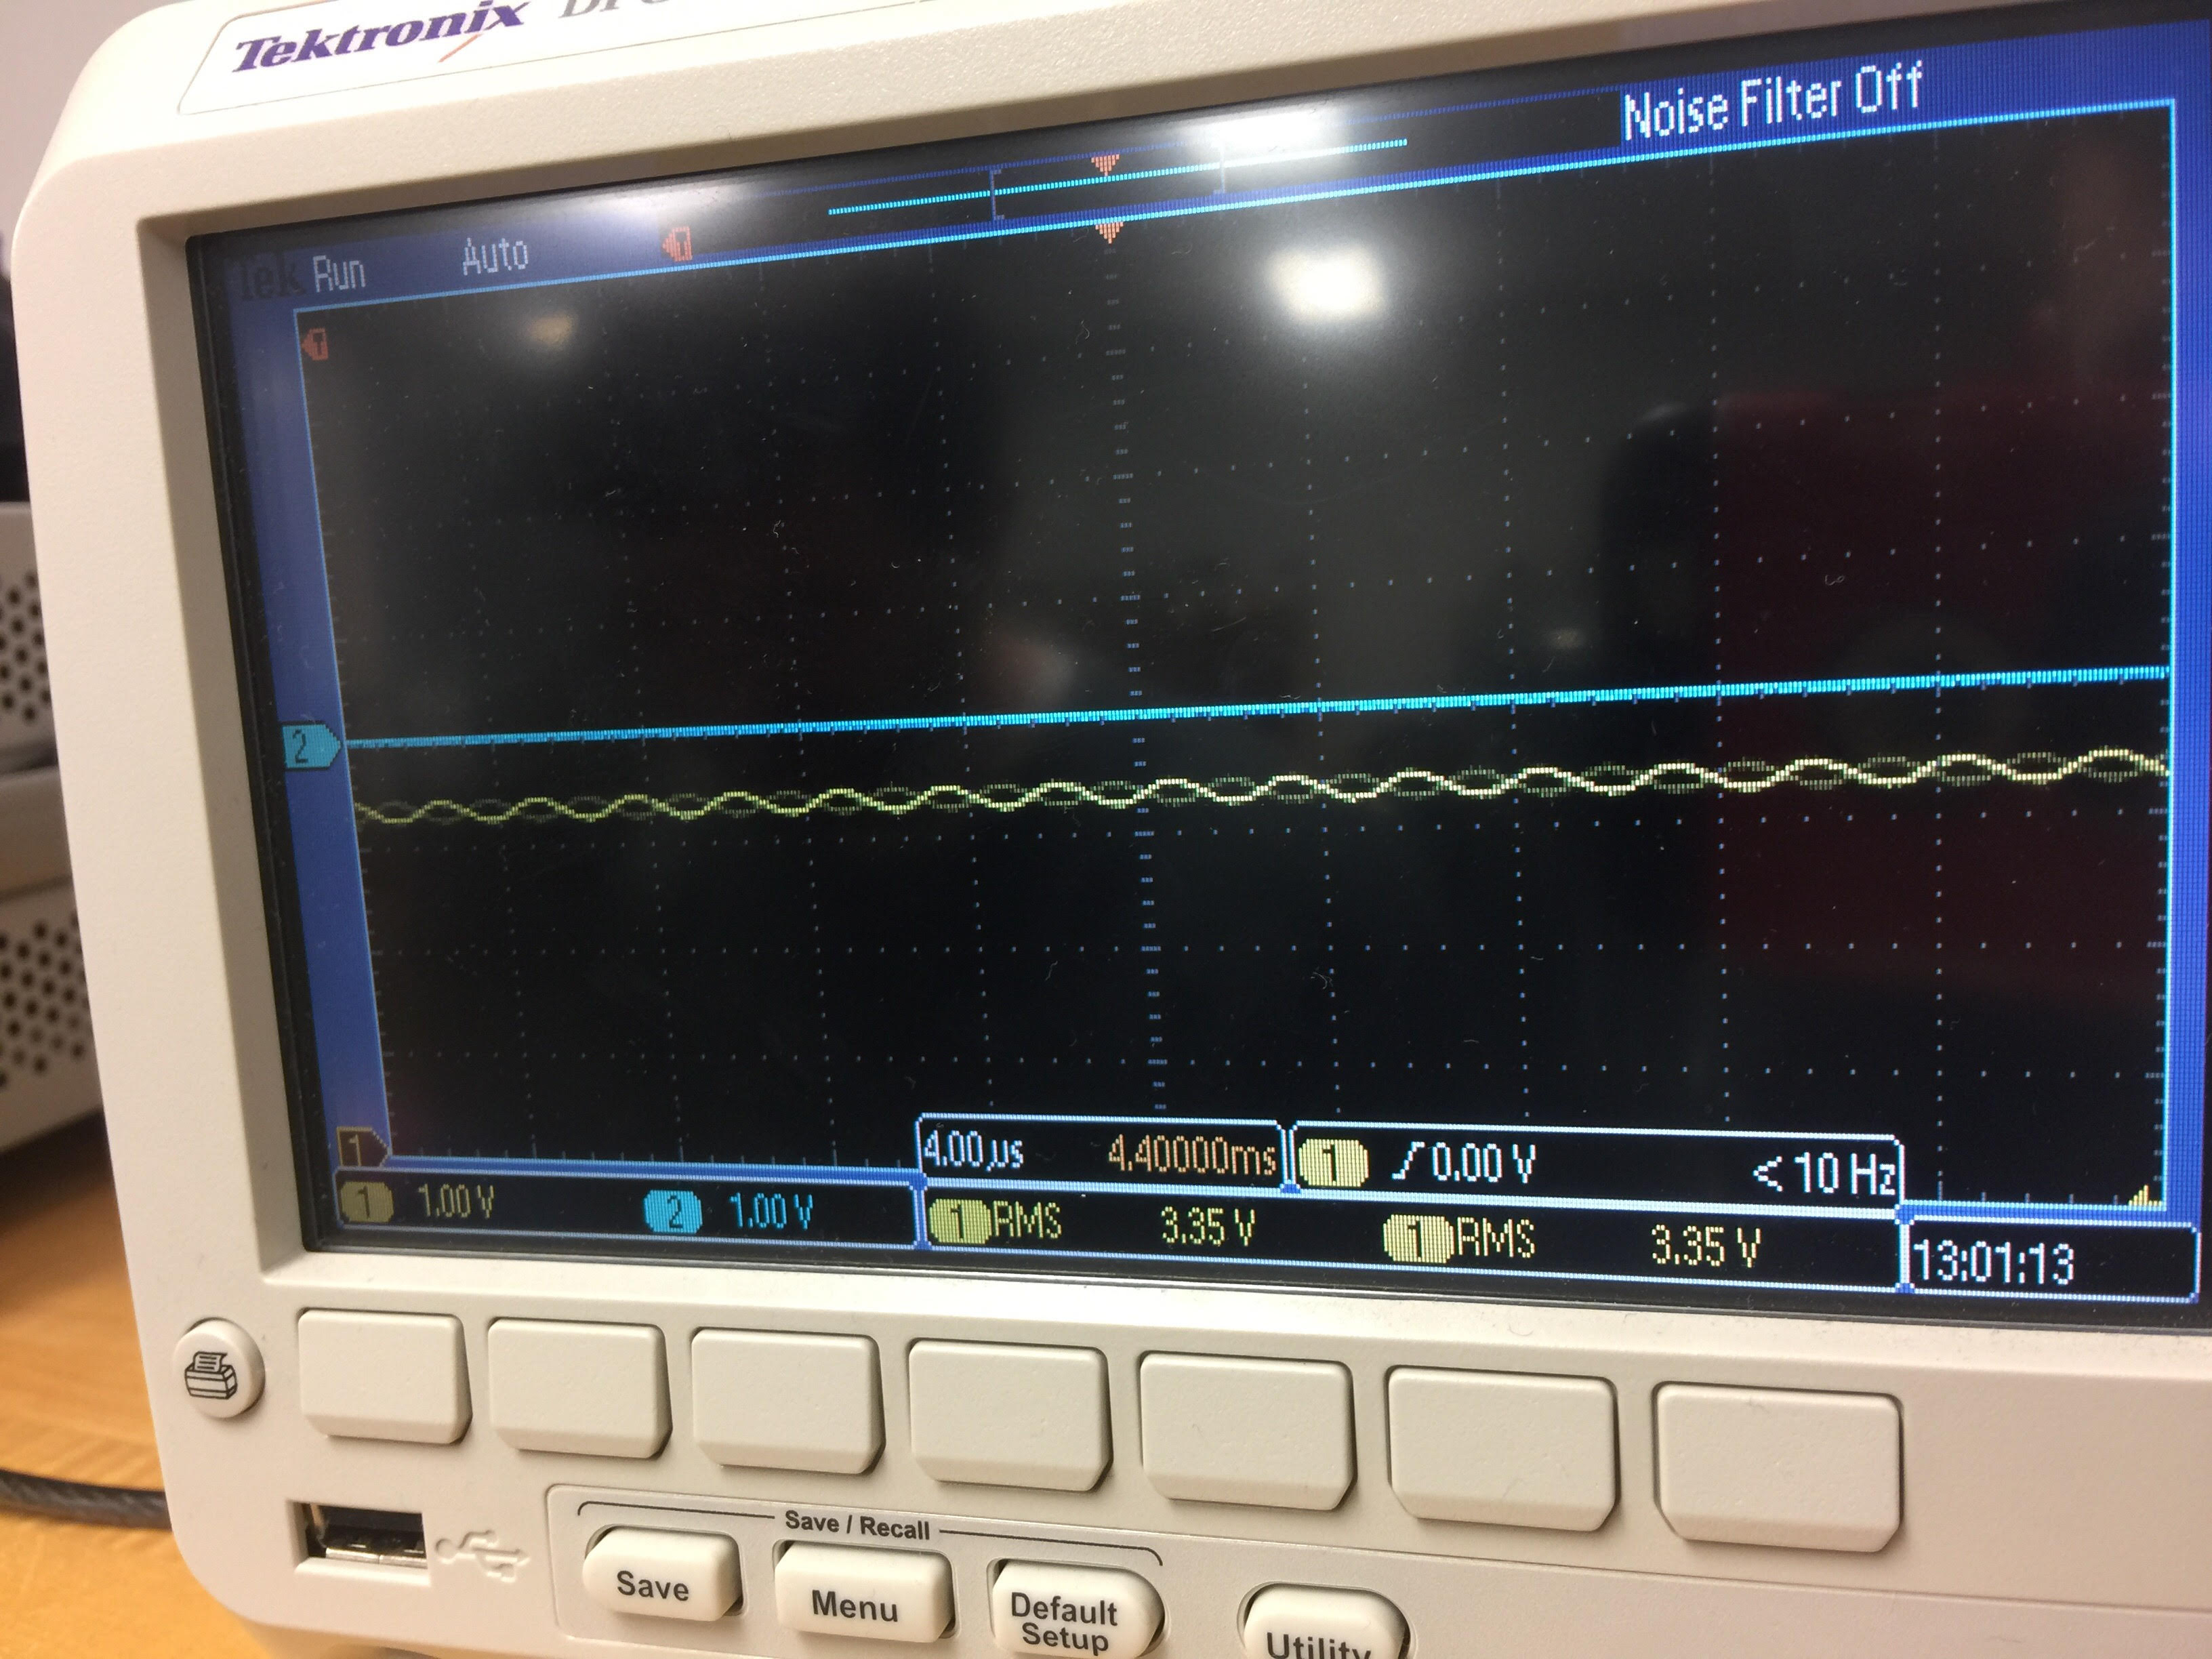 Tektronix
Noise Filter Off
Tek Run Auto T
T
2
1
4.00µs 4.40000ms 1 0.00 V < 10 Hz
1 1.00 V 2 1.00 V
1 RMS 3.35 V 1 RMS 3.35 V
13:01:13
Save / Recall
Save Menu Default Setup Utility